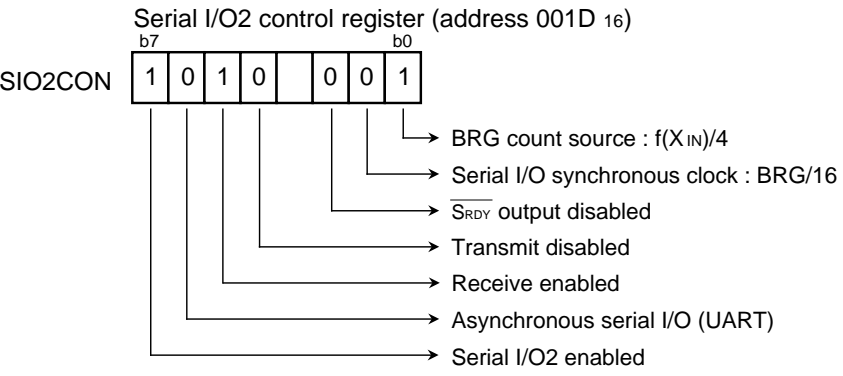 Serial I/O2 control register (address 001D 16)
b7 b0
SIO2CON 1 0 1 0 0 0 1
BRG count source : f(XIN)/4
Serial I/O synchronous clock : BRG/16
SRDY output disabled
Transmit disabled
Receive enabled
Asynchronous serial I/O (UART)
Serial I/O2 enabled